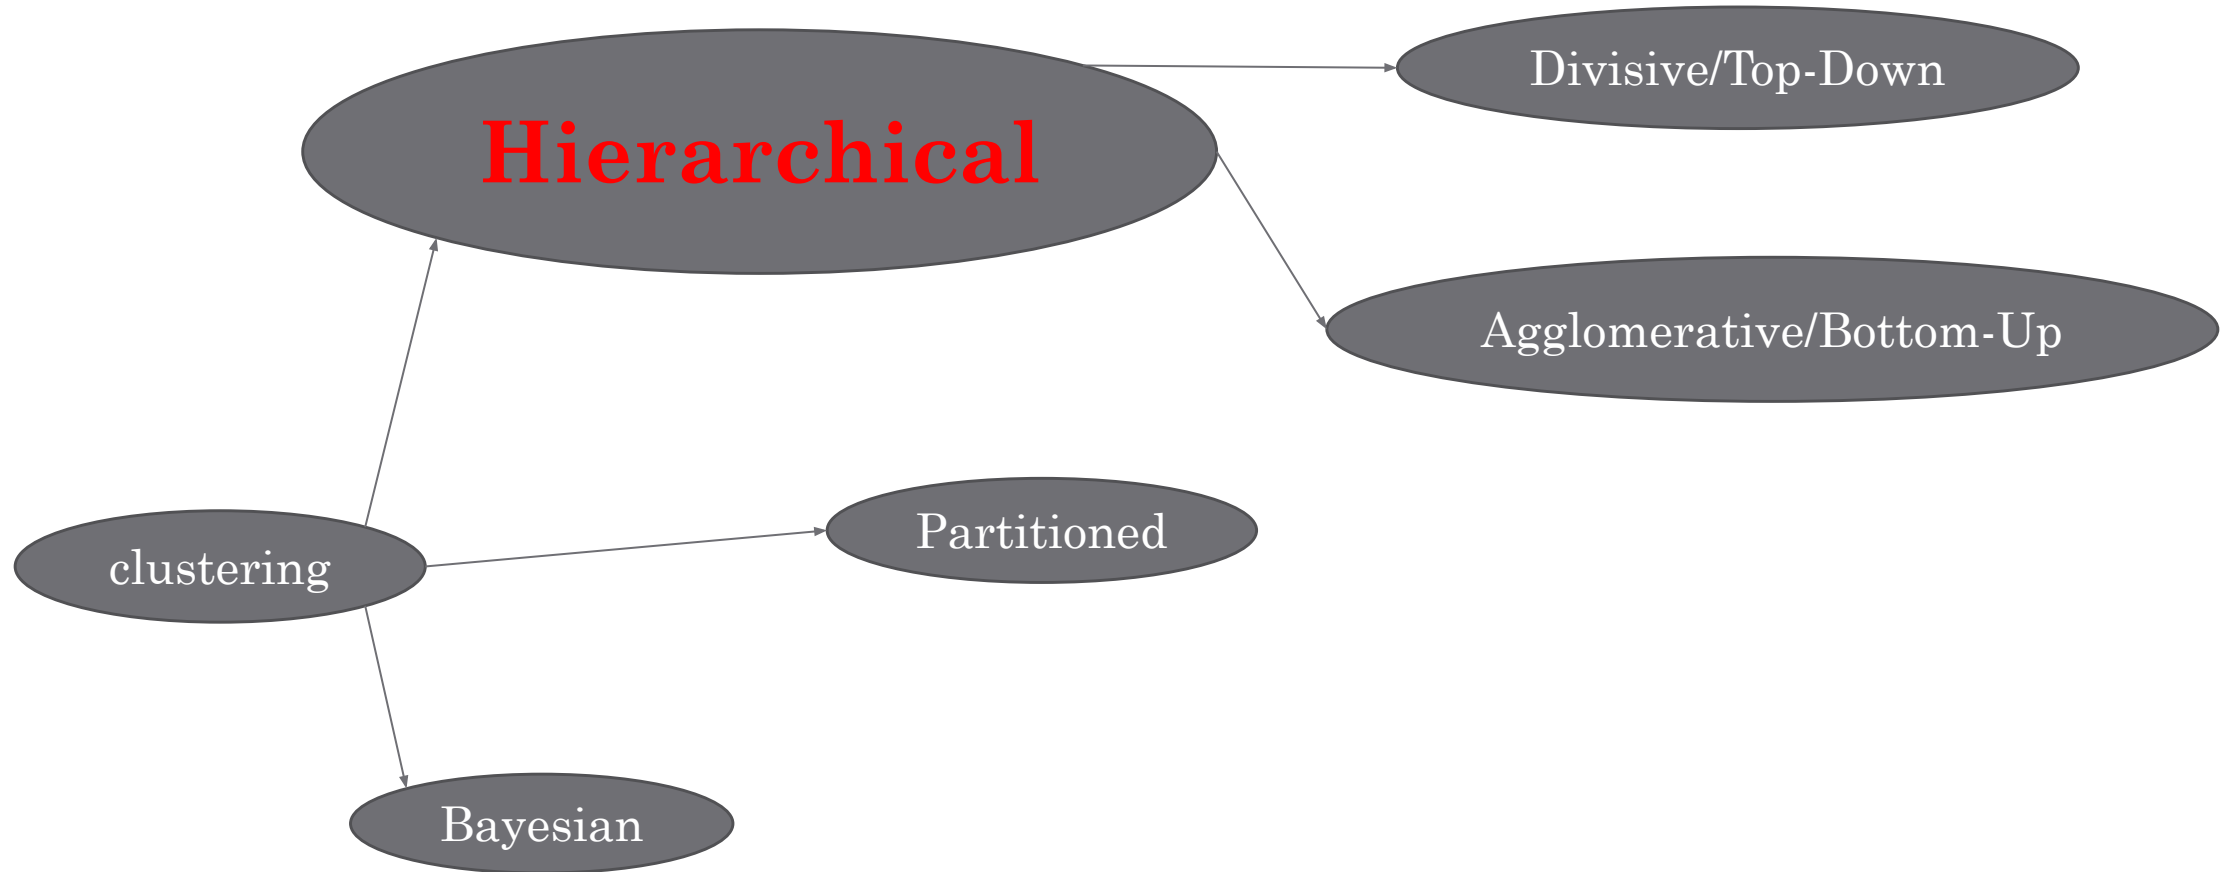 Divisive/Top-Down
Hierarchical
Agglomerative/Bottom-Up
Partitioned
clustering
Bayesian